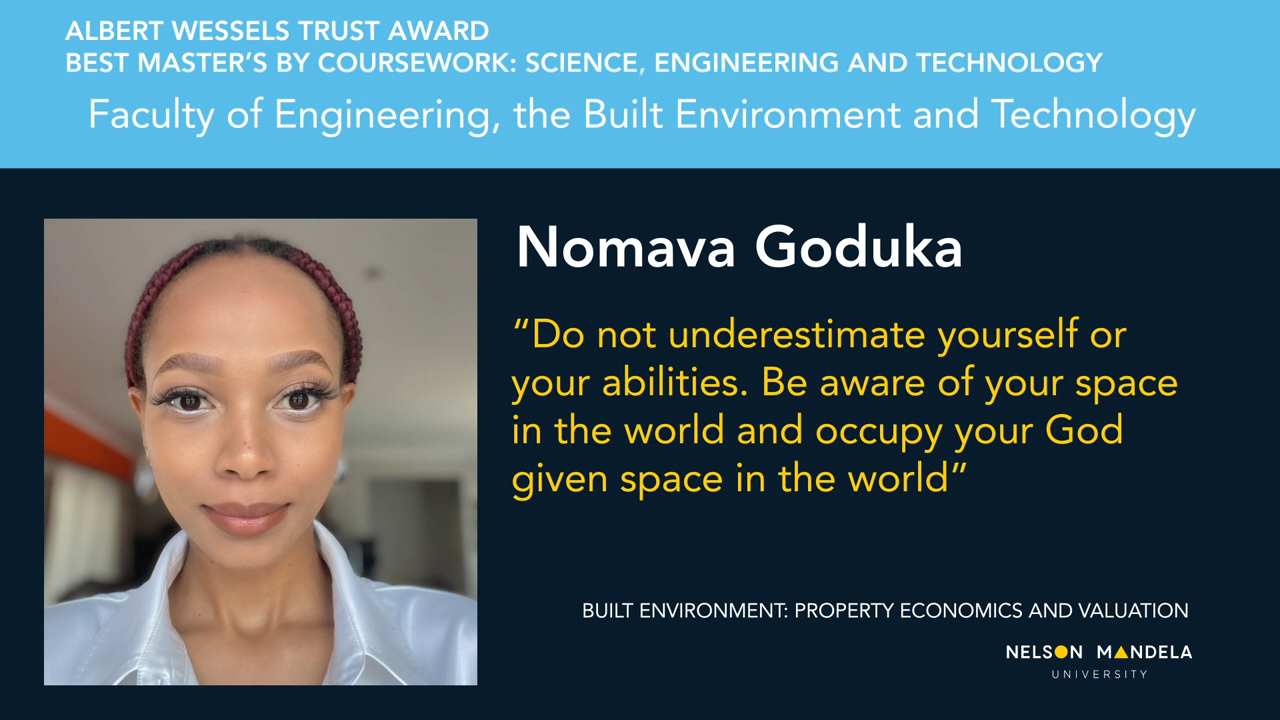 ALBERT WESSELS TRUST AWARD
BEST MASTER’S BY COURSEWORK: SCIENCE, ENGINEERING AND TECHNOLOGY
Faculty of Engineering, the Built Environment and Technology
Nomava Goduka
“Do not underestimate yourself or
your abilities. Be aware of your space
in the world and occupy your God
given space in the world”
BUILT ENVIRONMENT: PROPERTY ECONOMICS AND VALUATION
NELSON MANDELA
UNIVERSITY